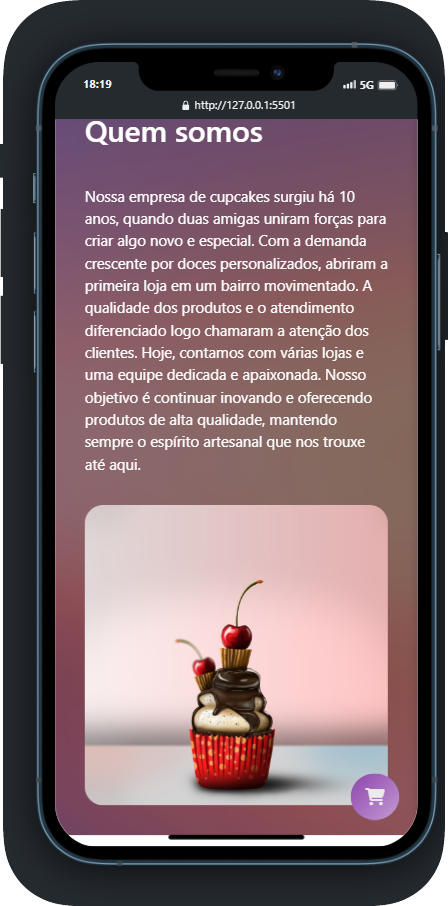 18:19
5G
http://127.0.0.1:5501
Quem somos
Nossa empresa de cupcakes surgiu há 10
anos, quando duas amigas uniram forças para
criar algo novo e especial. Com a demanda
crescente por doces personalizados, abriram a
primeira loja em um bairro movimentado. A
qualidade dos produtos e o atendimento
diferenciado logo chamaram a atenção dos
clientes. Hoje, contamos com várias lojas e
uma equipe dedicada e apaixonada. Nosso
objetivo é continuar inovando e oferecendo
produtos de alta qualidade, mantendo
sempre o espírito artesanal que nos trouxe
até aqui.